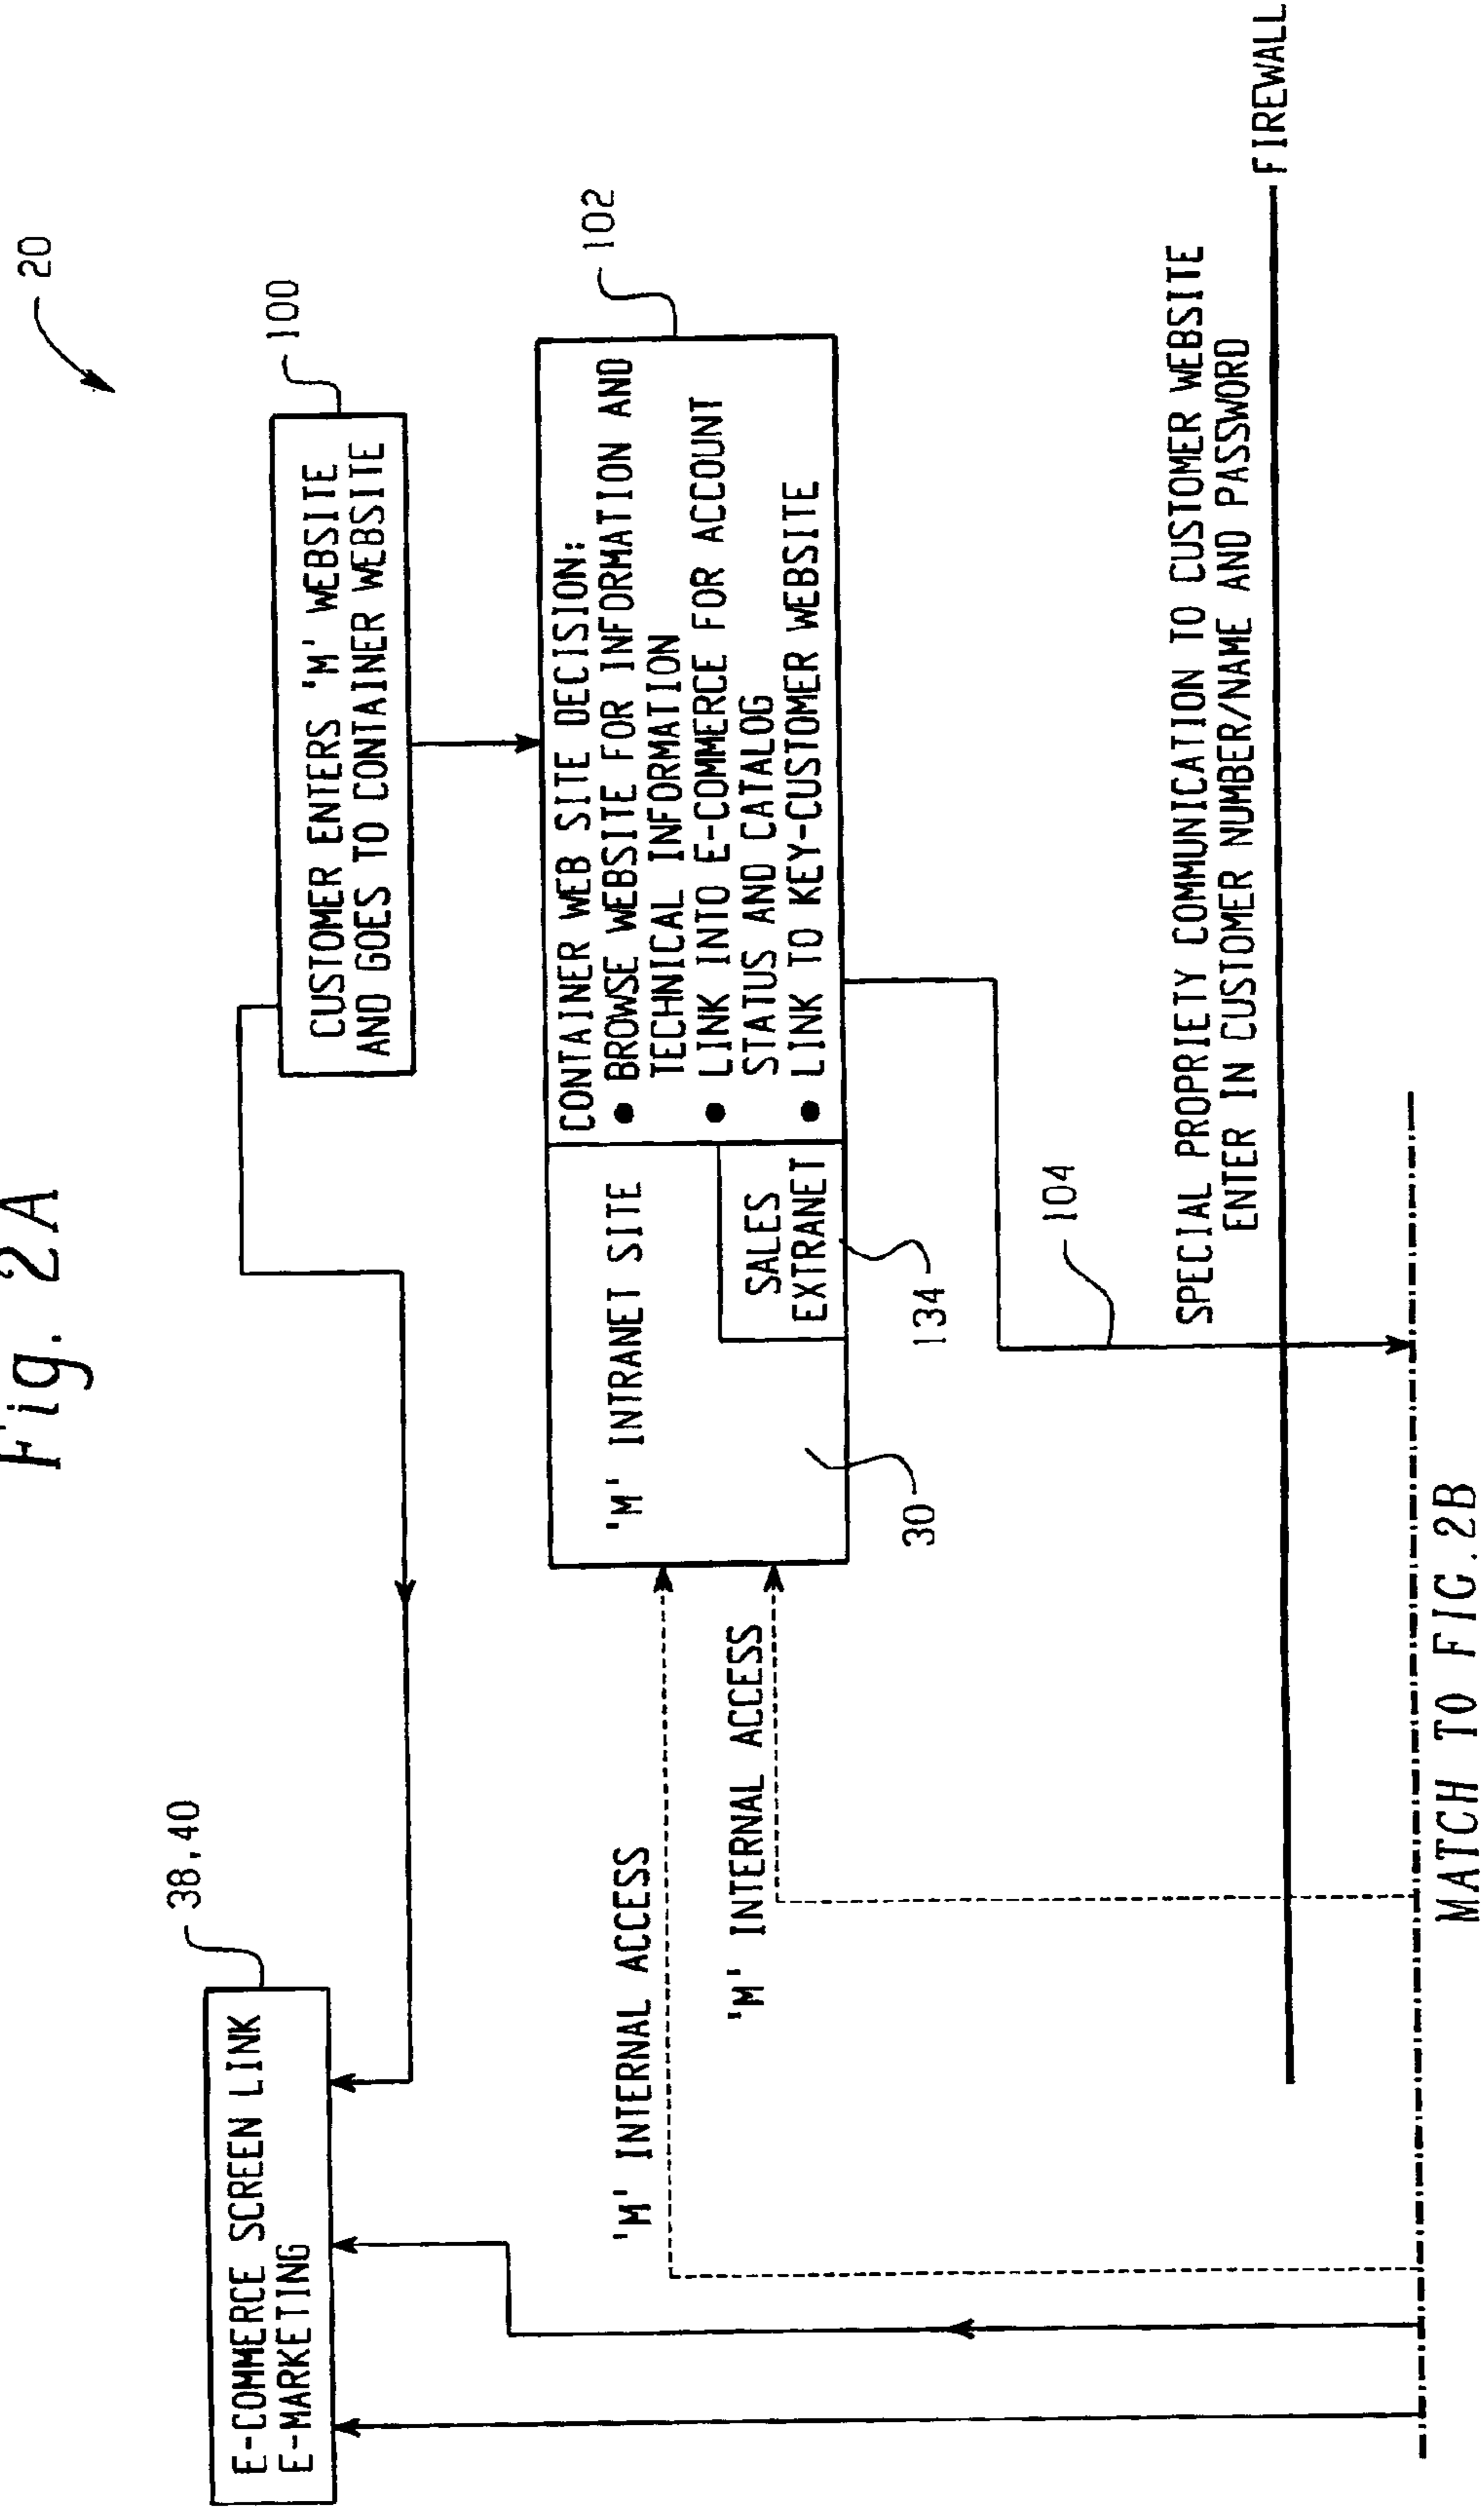 Fig. 2A
20
38,40
E-COMMERCE SCREEN LINK
E-MARKETING
100
CUSTOMER ENTERS 'M' WEBSITE
AND GOES TO CONTAINER WEBSITE
102
'M' INTERNAL ACCESS
'M' INTERNAL ACCESS
'M' INTRANET SITE
SALES
EXTRANET
CONTAINER WEB SITE DECISION:
● BROWSE WEBSITE FOR INFORMATION AND
TECHNICAL INFORMATION
● LINK INTO E-COMMERCE FOR ACCOUNT
STATUS AND CATALOG
● LINK TO KEY-CUSTOMER WEBSITE
30
134
104
SPECIAL PROPRIETY COMMUNICATION TO CUSTOMER WEBSITE
ENTER IN CUSTOMER NUMBER/NAME AND PASSWORD
FIREWALL
MATCH TO FIG.2B